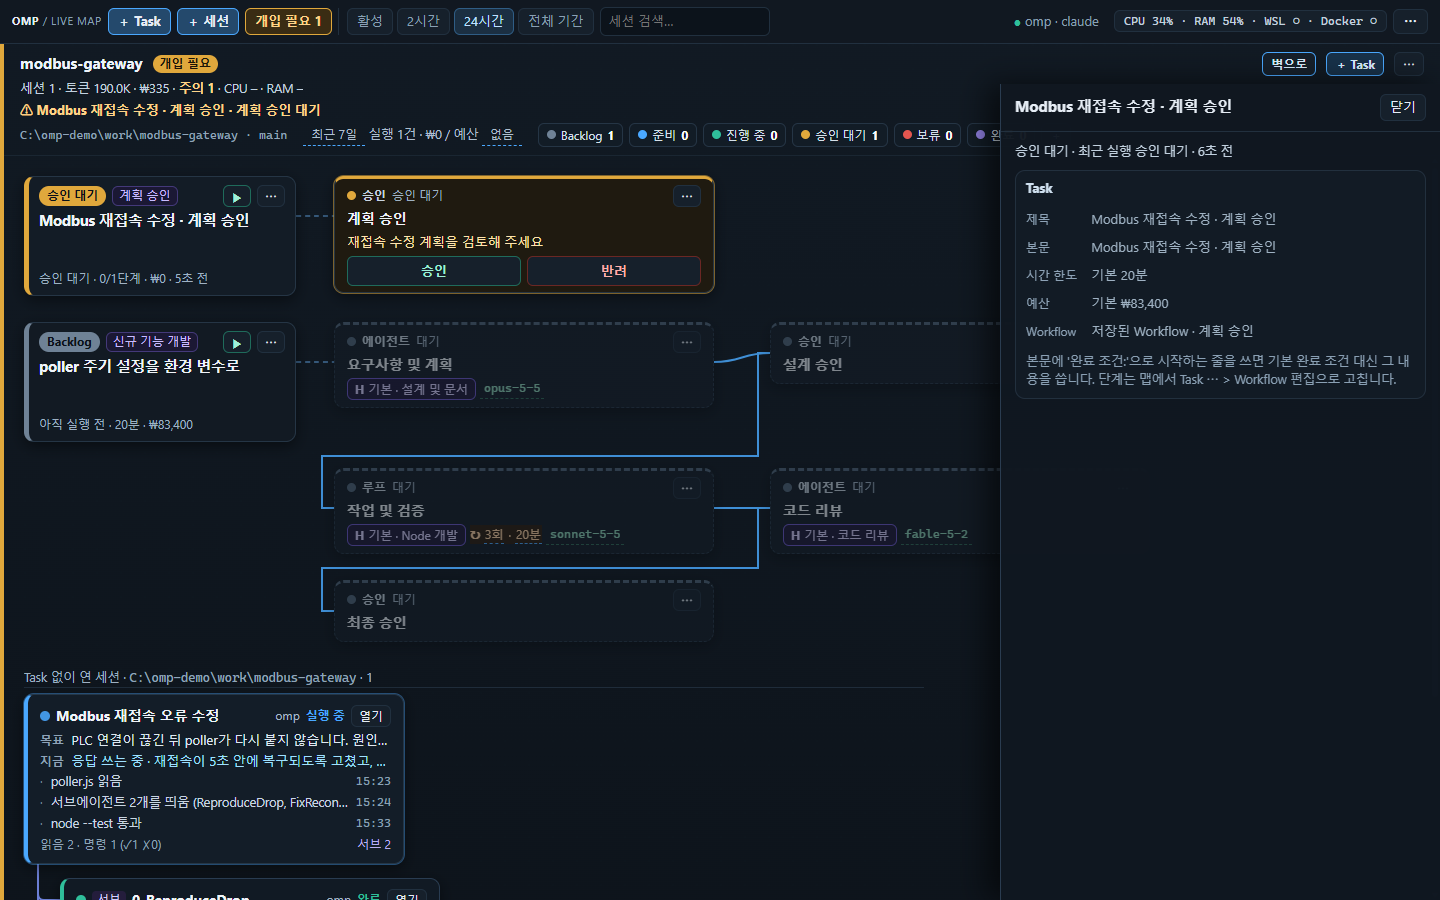 OMP / LIVE MAP
+ Task
+ 세션
개입 필요 1
활성
2시간
24시간
전체 기간
세션 검색...
omp · claude
CPU 34% · RAM 54% · WSL ○ · Docker ○
···
modbus-gateway
개입 필요
벽으로
+ Task
···
세션 1 · 토큰 190.0K · ₩335 · 주의 1 · CPU – · RAM –
⚠ Modbus 재접속 수정 · 계획 승인 · 계획 승인 대기
C:\omp-demo\work\modbus-gateway · main
최근 7일
실행 1건 · ₩0 / 예산
없음
Backlog 1
준비 0
진행 중 0
승인 대기 1
보류 0
승인 대기
계획 승인
▶
···
Modbus 재접속 수정 · 계획 승인
승인 대기 · 0/1단계 · ₩0 · 5초 전
승인 승인 대기
···
계획 승인
재접속 수정 계획을 검토해 주세요
승인
반려
Backlog
신규 기능 개발
▶
···
poller 주기 설정을 환경 변수로
아직 실행 전 · 20분 · ₩83,400
에이전트 대기
···
요구사항 및 계획
H 기본 · 설계 및 문서
opus-5-5
승인 대기
설계 승인
루프 대기
···
작업 및 검증
H 기본 · Node 개발
↻ 3회 · 20분
sonnet-5-5
에이전트 대기
코드 리뷰
H 기본 · 코드 리뷰
fable-5-2
승인 대기
···
최종 승인
Task 없이 연 세션 · C:\omp-demo\work\modbus-gateway · 1
Modbus 재접속 오류 수정
omp 실행 중
열기
목표 PLC 연결이 끊긴 뒤 poller가 다시 붙지 않습니다. 원인...
지금 응답 쓰는 중 · 재접속이 5초 안에 복구되도록 고쳤고, ...
· poller.js 읽음 15:23
· 서브에이전트 2개를 띄움 (ReproduceDrop, FixRecon... 15:24
· node --test 통과 15:33
읽음 2 · 명령 1 (✓1 ✗0)
서브 2
서브 0-ReproduceDrop
omp 완료
열기
Modbus 재접속 수정 · 계획 승인
닫기
승인 대기 · 최근 실행 승인 대기 · 6초 전
Task
제목 Modbus 재접속 수정 · 계획 승인
본문 Modbus 재접속 수정 · 계획 승인
시간 한도 기본 20분
예산 기본 ₩83,400
Workflow 저장된 Workflow · 계획 승인
본문에 '완료 조건:'으로 시작하는 줄을 쓰면 기본 완료 조건 대신 그 내
용을 씁니다. 단계는 맵에서 Task ··· > Workflow 편집으로 고칩니다.